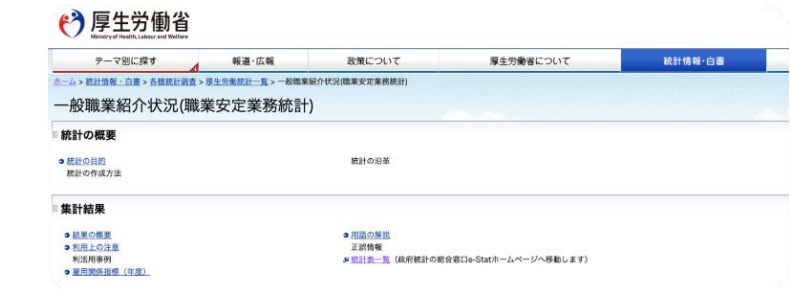 厚生労働省
Ministry of Health, Labour and Welfare
テーマ別に探す 報道・広報 政策について 厚生労働省について 統計情報・白書
ホーム > 統計情報・白書 > 各種統計調査 > 厚生労働統計一覧 > 一般職業紹介状況(職業安定業務統計)
一般職業紹介状況(職業安定業務統計)
統計の概要
統計の目的 統計の沿革
統計の作成方法
集計結果
結果の概要 用語の解説
利用上の注意 正誤情報
利活用事例 統計表一覧（政府統計の総合窓口e-Statホームページへ移動します）
雇用関係指標（年度）